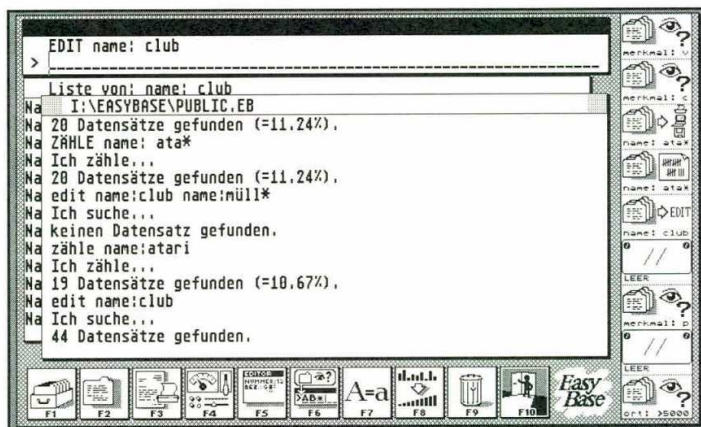 EDIT name: club
>
Liste von: name: club
I:\EASYBASE\PUBLIC.EB
Na 20 Datensätze gefunden (=11.24%).
Na ZÄHLE name: ata*
Na Ich zähle...
Na 20 Datensätze gefunden (=11.24%).
Na edit name:club name:müll*
Na Ich suche...
Na keinen Datensatz gefunden.
Na zähle name:atari
Na Ich zähle...
Na 19 Datensätze gefunden (=10.67%).
Na edit name:club
Na Ich suche...
44 Datensätze gefunden.
merkmal: v
merkmal: c
name: ata*
name: ata*
EDIT
name: club
LEER
merkmal: p
LEER
ort: >5000
F1
F2
F3
F4
EDITOR
F5
>AB*
F6
A=a
F7
F8
F9
F10
Easy
Base